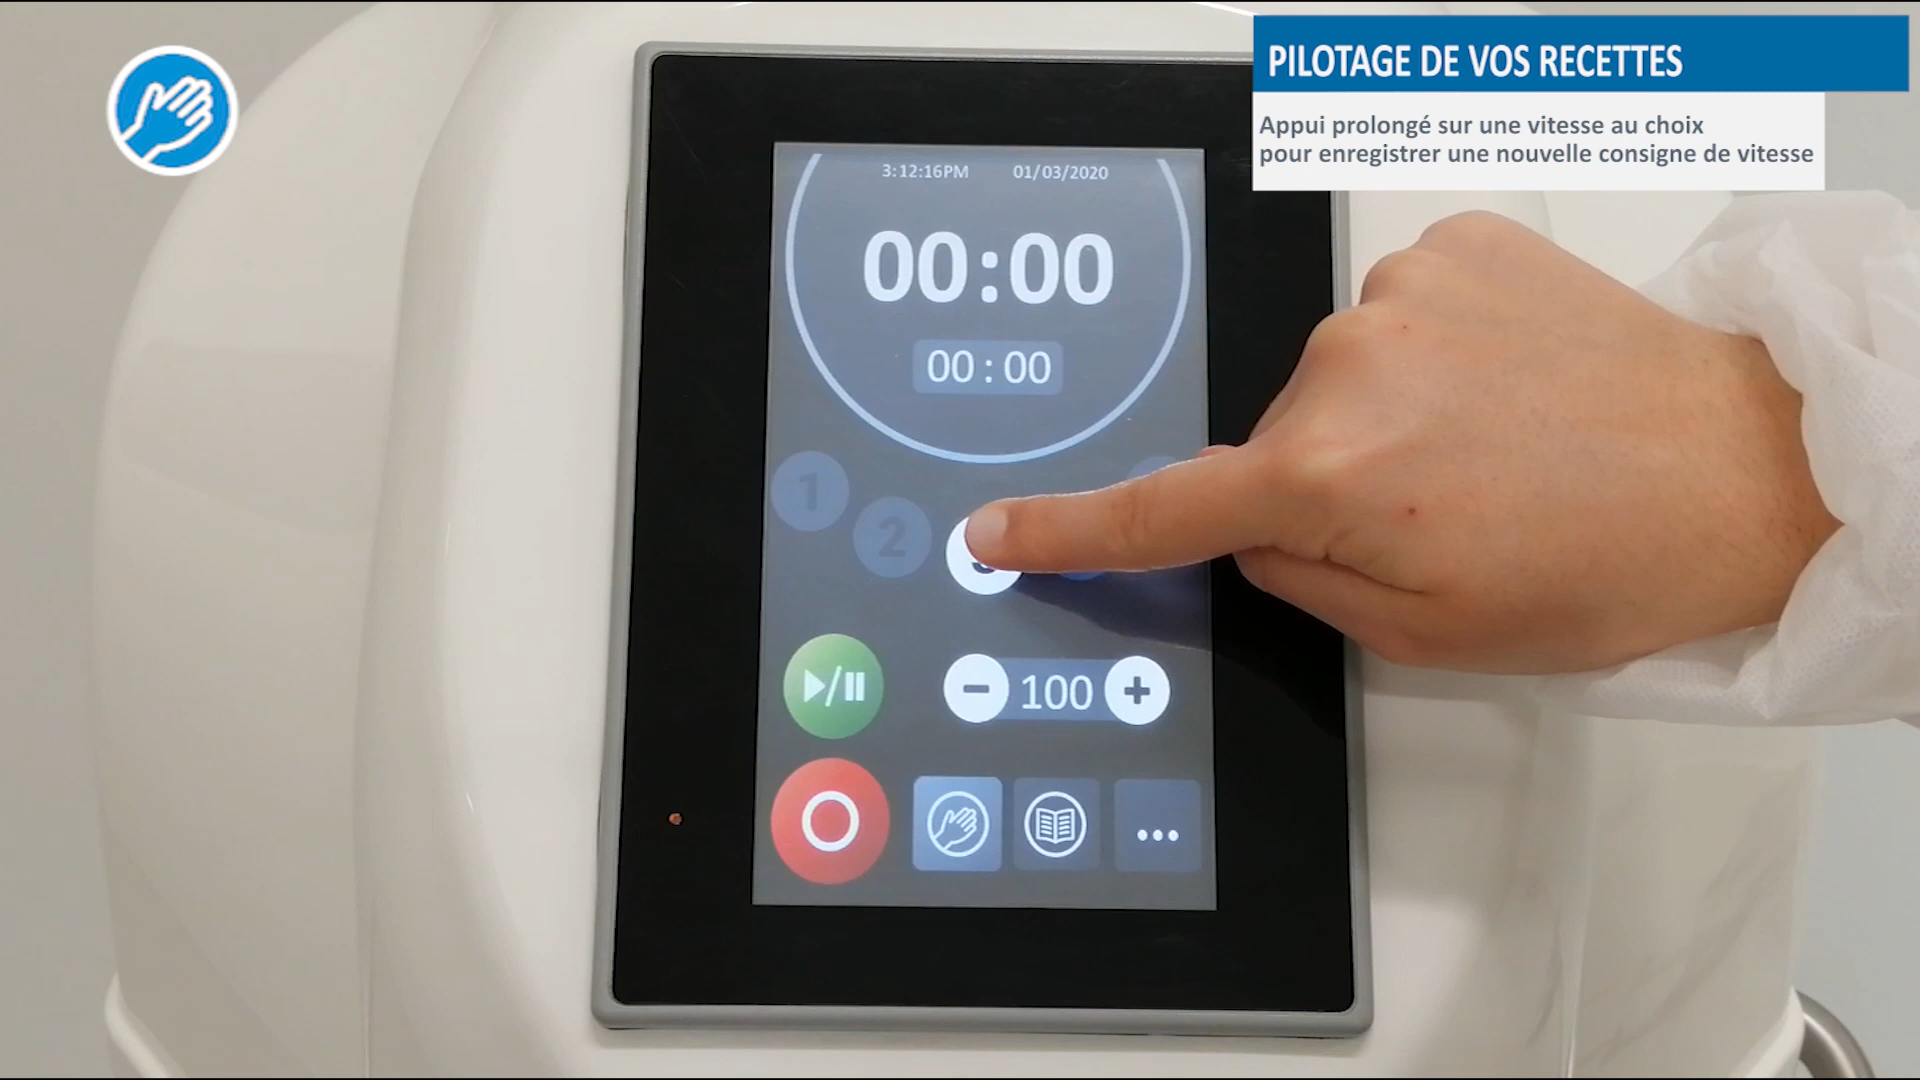 PILOTAGE DE VOS RECETTES
Appui prolongé sur une vitesse au choix
pour enregistrer une nouvelle consigne de vitesse
3:12:16PM 01/03/2020
00:00
00:00
1
2
100